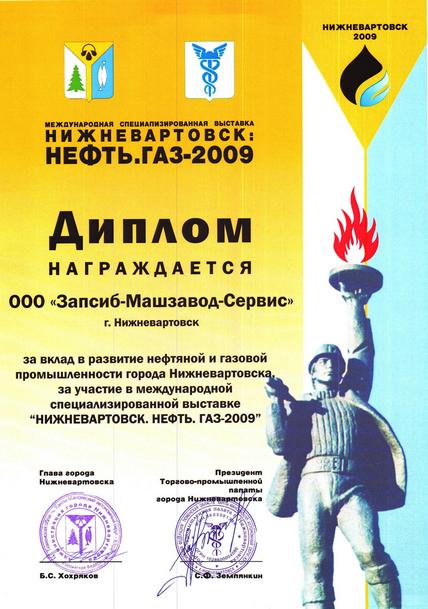 НИЖНЕВАРТОВСК
2009
МЕЖДУНАРОДНАЯ СПЕЦИАЛИЗИРОВАННАЯ ВЫСТАВКА
НИЖНЕВАРТОВСК:
НЕФТЬ.ГАЗ-2009
Диплом
НАГРАЖДАЕТСЯ
ООО «Запсиб-Машзавод-Сервис»
г. Нижневартовск
за вклад в развитие нефтяной и газовой
промышленности города Нижневартовска,
за участие в международной
специализированной выставке
“НИЖНЕВАРТОВСК. НЕФТЬ. ГАЗ-2009”
Глава города
Нижневартовска
Б.С. Хохряков
Президент
Торгово-промышленной
палаты
города Нижневартовска
С.Ф. Землянкин